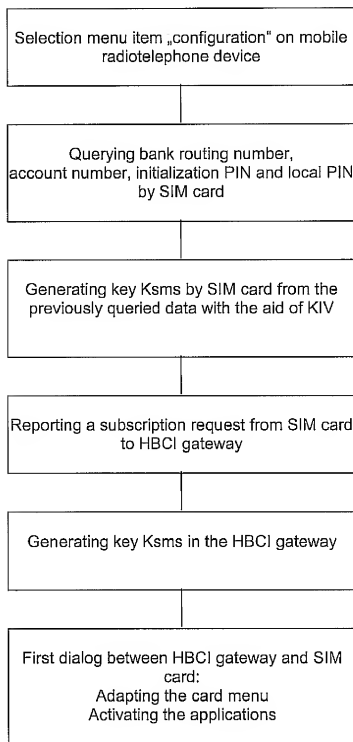 Selection menu item „configuration" on mobile
radiotelephone device
Querying bank routing number,
account number, initialization PIN and local PIN
by SIM card
Generating key Ksms by SIM card from the
previously queried data with the aid of KIV
Reporting a subscription request from SIM card
to HBCI gateway
Generating key Ksms in the HBCI gateway
First dialog between HBCI gateway and SIM
card:
Adapting the card menu
Activating the applications